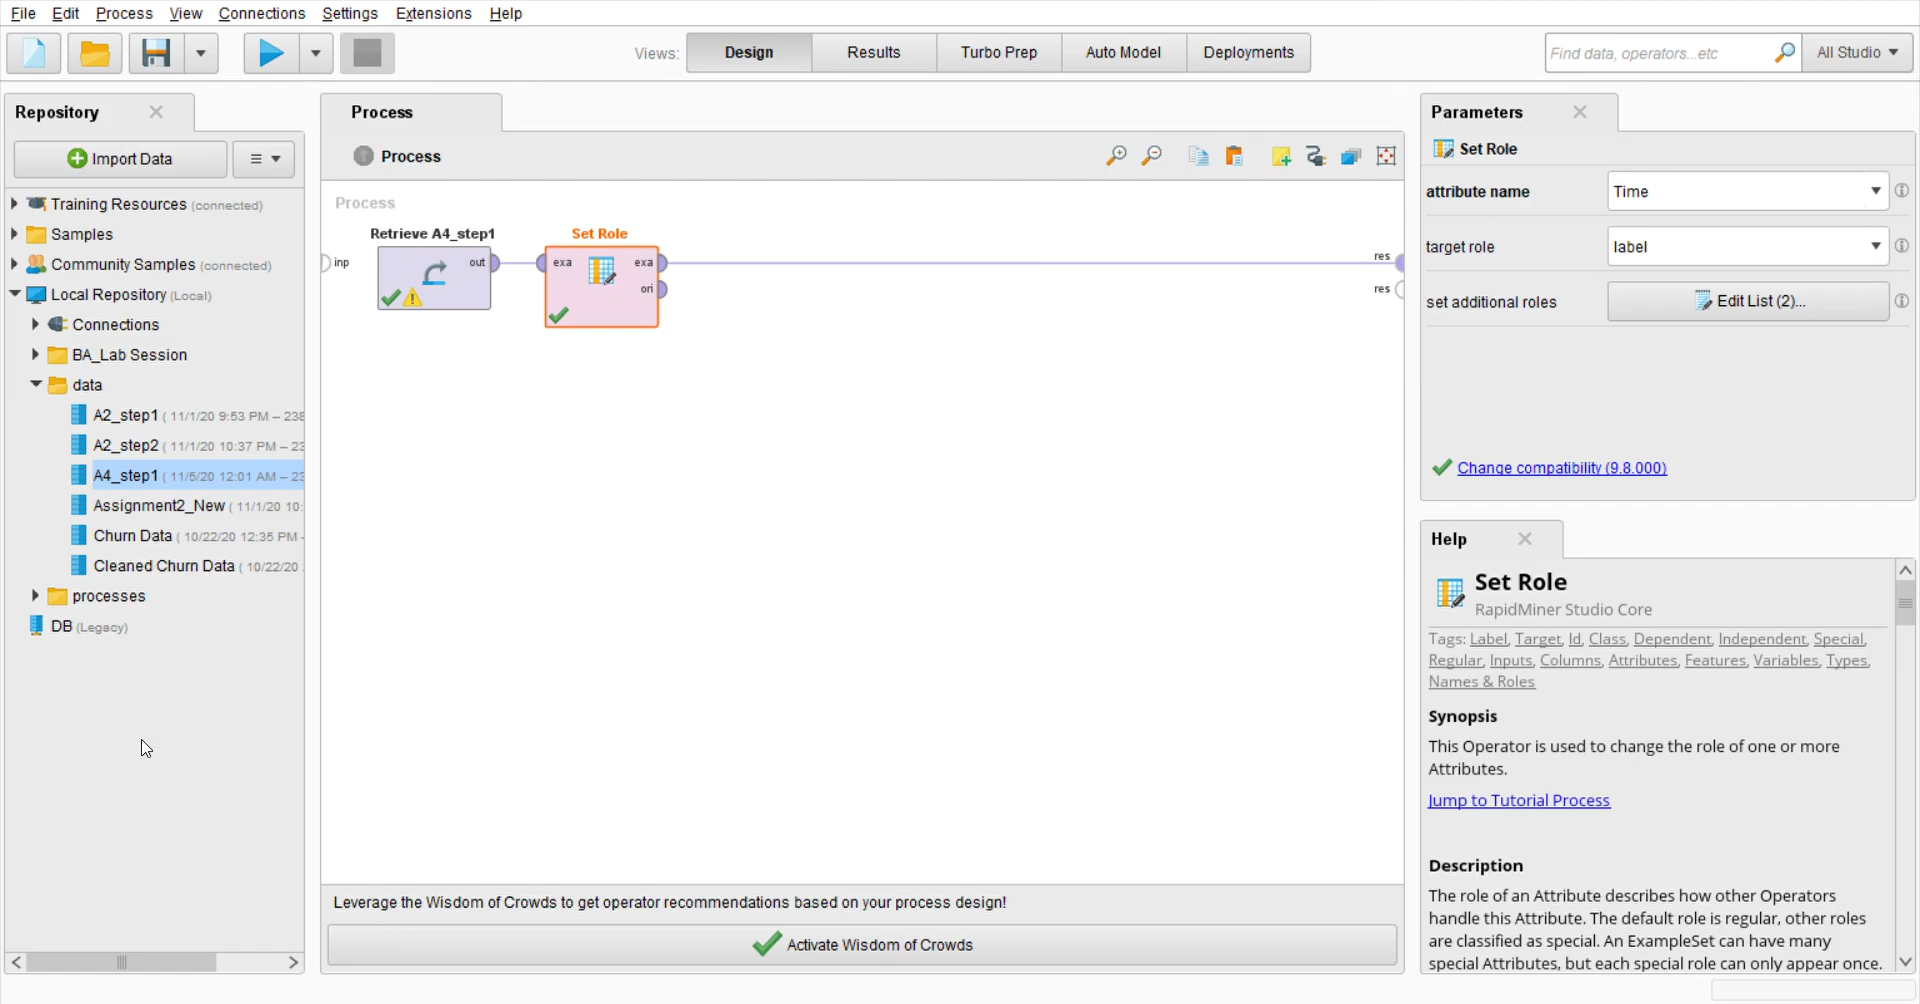 File Edit Process View Connections Settings Extensions Help
Views: Design Results Turbo Prep Auto Model Deployments Find data, operators...etc All Studio
Repository
Import Data
Training Resources (connected)
Samples
Community Samples (connected)
Local Repository (Local)
Connections
BA_Lab Session
data
A2_step1 ( 11/1/20 9:53 PM – 238
A2_step2 ( 11/1/20 10:37 PM – 23
A4_step1 ( 11/5/20 12:01 AM – 23
Assignment2_New ( 11/1/20 10:
Churn Data ( 10/22/20 12:35 PM -
Cleaned Churn Data ( 10/22/20
processes
DB (Legacy)
Process
Process
Process
Retrieve A4_step1 Set Role
inp out exa exa res
ori res
Leverage the Wisdom of Crowds to get operator recommendations based on your process design!
Activate Wisdom of Crowds
Parameters
Set Role
attribute name Time
target role label
set additional roles Edit List (2)...
Change compatibility (9.8.000)
Help
Set Role
RapidMiner Studio Core
Tags: Label, Target, Id, Class, Dependent, Independent, Special,
Regular, Inputs, Columns, Attributes, Features, Variables, Types,
Names & Roles
Synopsis
This Operator is used to change the role of one or more
Attributes.
Jump to Tutorial Process
Description
The role of an Attribute describes how other Operators
handle this Attribute. The default role is regular, other roles
are classified as special. An ExampleSet can have many
special Attributes, but each special role can only appear once.